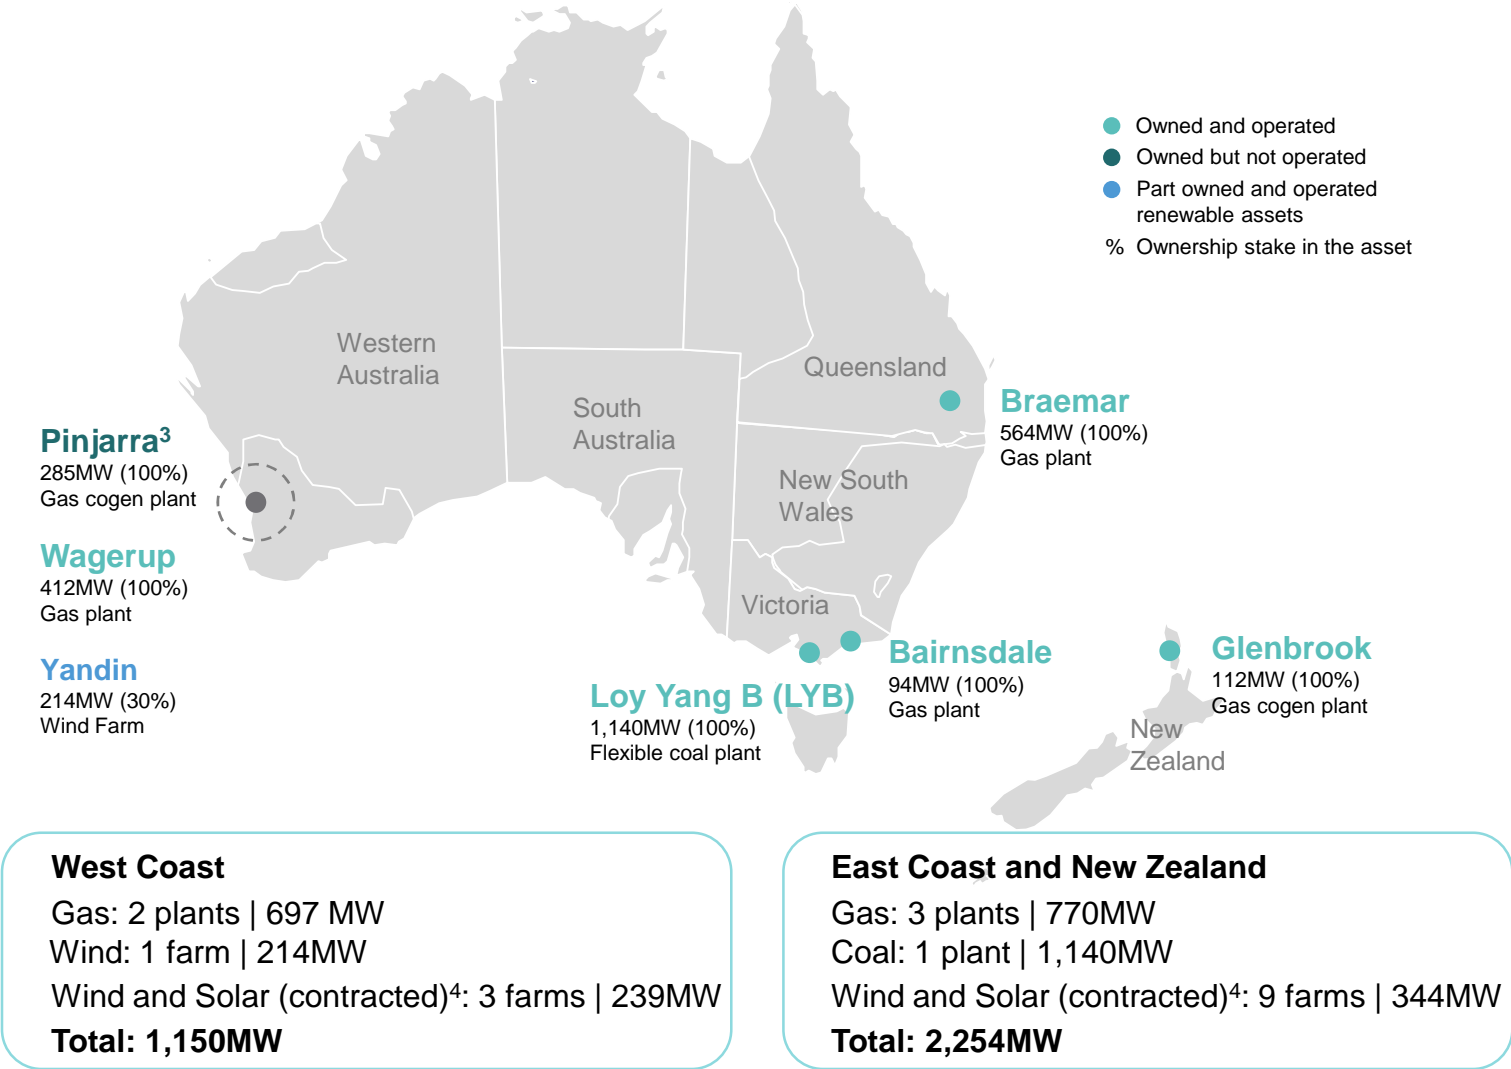 Owned and operated
Owned but not operated
Part owned and operated
renewable assets
% Ownership stake in the asset
Western
Australia
South
Australia
Queensland
New South
Wales
Victoria
New
Zealand
Pinjarra³
285MW (100%)
Gas cogen plant
Wagerup
412MW (100%)
Gas plant
Yandin
214MW (30%)
Wind Farm
Braemar
564MW (100%)
Gas plant
Loy Yang B (LYB)
1,140MW (100%)
Flexible coal plant
Bairnsdale
94MW (100%)
Gas plant
Glenbrook
112MW (100%)
Gas cogen plant
West Coast
Gas: 2 plants | 697 MW
Wind: 1 farm | 214MW
Wind and Solar (contracted)⁴: 3 farms | 239MW
Total: 1,150MW
East Coast and New Zealand
Gas: 3 plants | 770MW
Coal: 1 plant | 1,140MW
Wind and Solar (contracted)⁴: 9 farms | 344MW
Total: 2,254MW